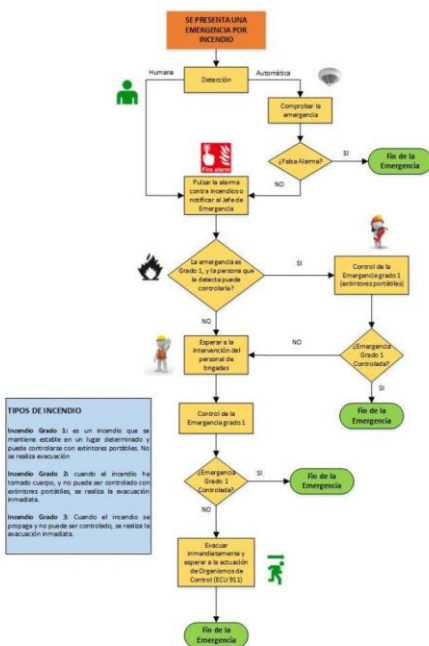 SE PRESENTA UNA
EMERGENCIA POR
INCENDIO
Humana
Detección
Automática
Comprobar la
emergencia
¿Falsa Alarma?
SI
Fin de la
Emergencia
NO
Fire alarm
Pulsar la alarma
contra incendios o
notificar al Jefe de
Emergencia
La emergencia es
Grado 1, y la persona que
la detecta puede
controlarla?
SI
Control de la
Emergencia grado 1
(extintores portátiles)
NO
Esperar a la
intervención del
personal de
brigadas
NO
¿Emergencia
Grado 1
Controlada?
SI
Fin de la
Emergencia
Control de la
Emergencia grado1
¿Emergencia
Grado 1
Controlada?
SI
Fin de la
Emergencia
NO
Evacuar
inmendiatamente y
esperar a la actuación
de Organismos de
Control (ECU 911)
Fin de la
Emergencia
TIPOS DE INCENDIO
Incendio Grado 1: es un incendio que se
mantiene estable en un lugar determinado y
puede controlarse con extintores portátiles. No
se realiza evacuación
Incendio Grado 2: cuando el incendio ha
tomado cuerpo, y no puede ser controlado con
extintores portátiles, se realiza la evacuación
inmediata.
Incendio Grado 3: Cuando el incendio se
propaga y no puede ser controlado, se realiza la
evacuación inmediata.